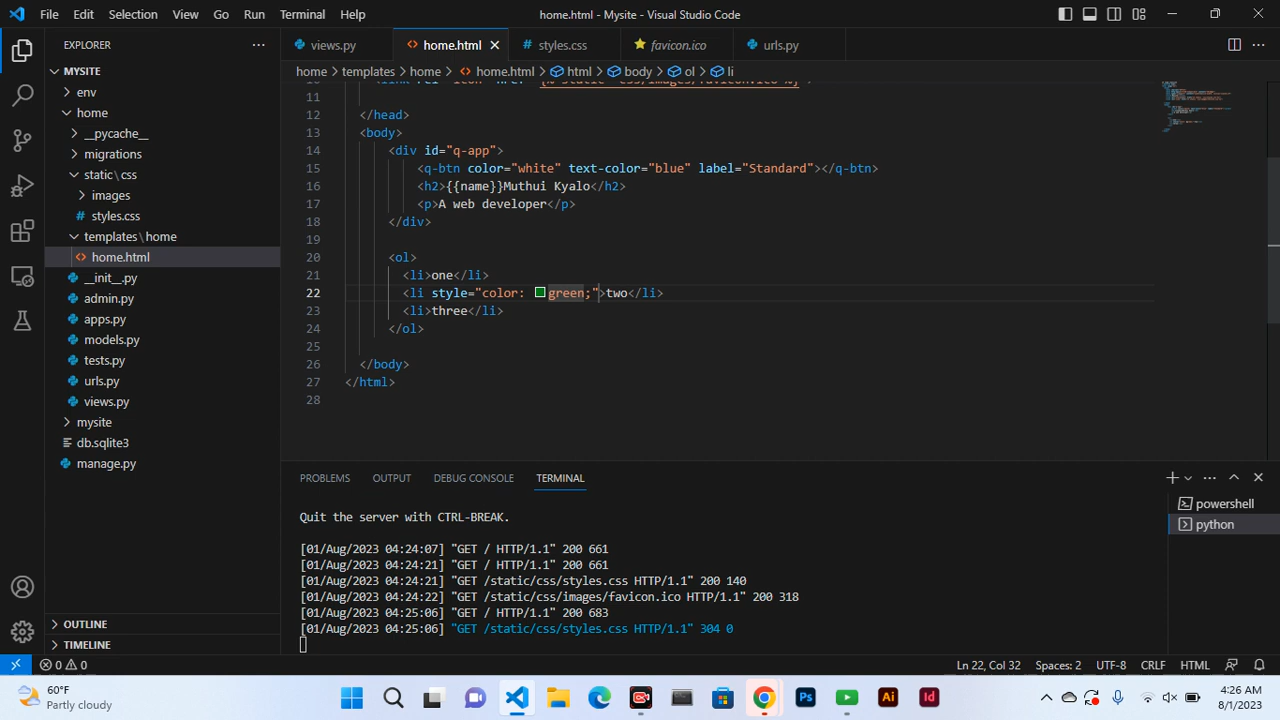 File Edit Selection View Go Run Terminal Help home.html - Mysite - Visual Studio Code
EXPLORER
views.py home.html styles.css favicon.ico urls.py
home > templates > home > home.html > html > body > ol > li
MYSITE
env
home
__pycache__
migrations
static\css
images
styles.css
templates\home
home.html
__init__.py
admin.py
apps.py
models.py
tests.py
urls.py
views.py
mysite
db.sqlite3
manage.py
OUTLINE
TIMELINE
11
12 </head>
13 <body>
14 <div id="q-app">
15 <q-btn color="white" text-color="blue" label="Standard"></q-btn>
16 <h2>{{name}}Muthui Kyalo</h2>
17 <p>A web developer</p>
18 </div>
19
20 <ol>
21 <li>one</li>
22 <li style="color: green;">two</li>
23 <li>three</li>
24 </ol>
25
26 </body>
27 </html>
28
PROBLEMS OUTPUT DEBUG CONSOLE TERMINAL
Quit the server with CTRL-BREAK.
[01/Aug/2023 04:24:07] "GET / HTTP/1.1" 200 661
[01/Aug/2023 04:24:21] "GET / HTTP/1.1" 200 661
[01/Aug/2023 04:24:21] "GET /static/css/styles.css HTTP/1.1" 200 140
[01/Aug/2023 04:24:22] "GET /static/css/images/favicon.ico HTTP/1.1" 200 318
[01/Aug/2023 04:25:06] "GET / HTTP/1.1" 200 683
[01/Aug/2023 04:25:06] "GET /static/css/styles.css HTTP/1.1" 304 0
powershell
python
0 0 Ln 22, Col 32 Spaces: 2 UTF-8 CRLF HTML
60°F
Partly cloudy
Ps Ai Id
4:26 AM
8/1/2023